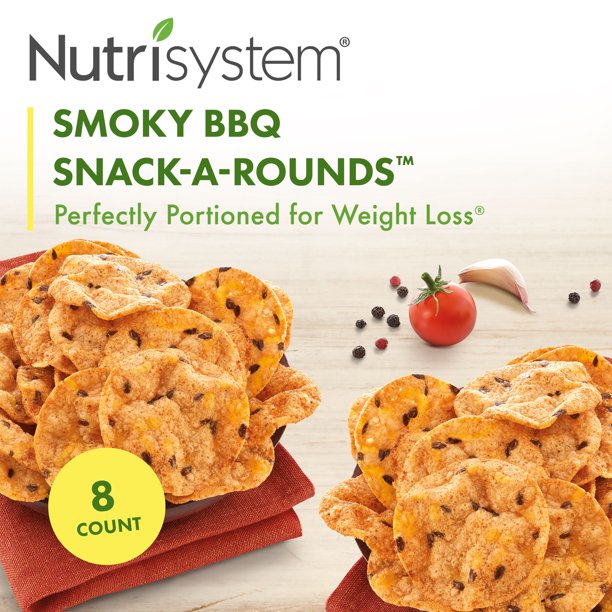 Nutrisystem®
SMOKY BBQ
SNACK-A-ROUNDS™
Perfectly Portioned for Weight Loss®
8
COUNT